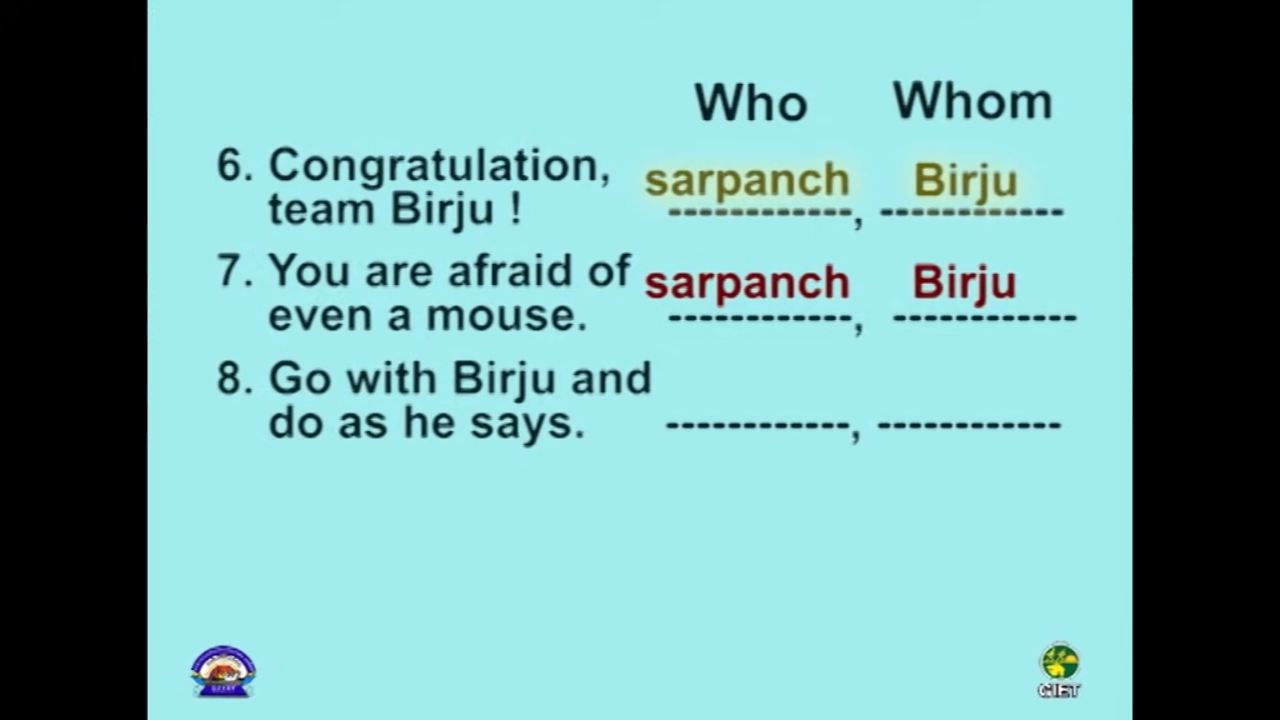 Who Whom
6. Congratulation, sarpanch Birju
team Birju ! ------------, ------------
7. You are afraid of sarpanch Birju
even a mouse. ------------, ------------
8. Go with Birju and
do as he says. ------------, ------------
GIET